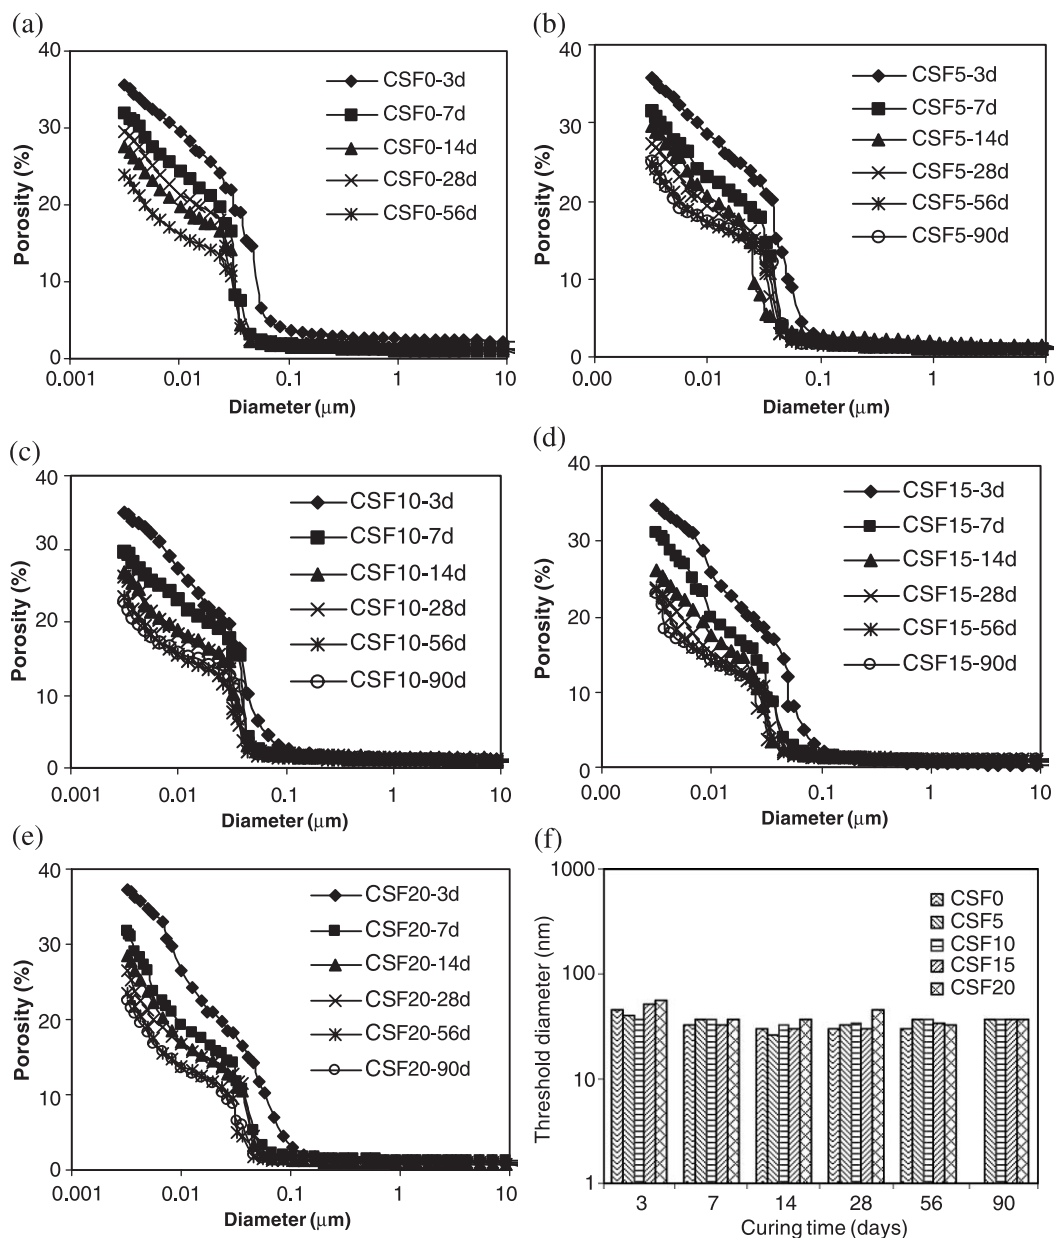 (a)
40
30
20
10
0
Porosity (%)
0.001
0.01
0.1
1
10
Diameter (μm)
CSF0-3d
CSF0-7d
CSF0-14d
CSF0-28d
CSF0-56d
(b)
40
30
20
10
0
Porosity (%)
0.00
0.01
0.1
1
10
Diameter (μm)
CSF5-3d
CSF5-7d
CSF5-14d
CSF5-28d
CSF5-56d
CSF5-90d
(c)
40
30
20
10
0
Porosity (%)
0.001
0.01
0.1
1
10
Diameter (μm)
CSF10-3d
CSF10-7d
CSF10-14d
CSF10-28d
CSF10-56d
CSF10-90d
(d)
40
30
20
10
0
Porosity (%)
0.00
0.01
0.1
1
10
Diameter (μm)
CSF15-3d
CSF15-7d
CSF15-14d
CSF15-28d
CSF15-56d
CSF15-90d
(e)
40
30
20
10
0
Porosity (%)
0.001
0.01
0.1
1
10
Diameter (μm)
CSF20-3d
CSF20-7d
CSF20-14d
CSF20-28d
CSF20-56d
CSF20-90d
(f)
1000
100
10
1
Threshold diameter (nm)
3
7
14
28
56
90
Curing time (days)
CSF0
CSF5
CSF10
CSF15
CSF20